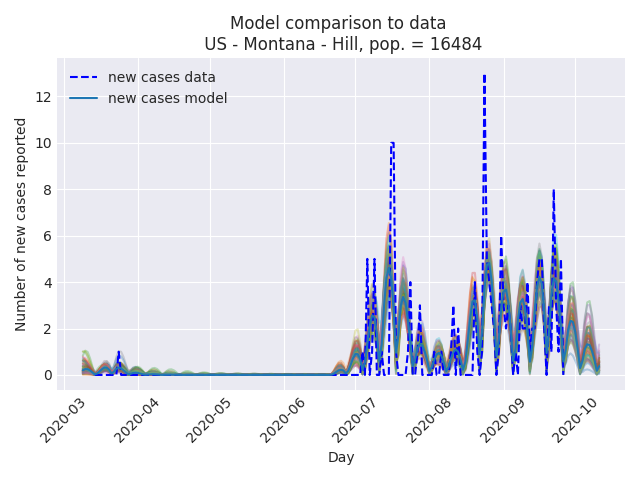 Model comparison to data
US - Montana - Hill, pop. = 16484
new cases data
new cases model
Number of new cases reported
12
10
8
6
4
2
0
2020-03
2020-04
2020-05
2020-06
2020-07
2020-08
2020-09
2020-10
Day